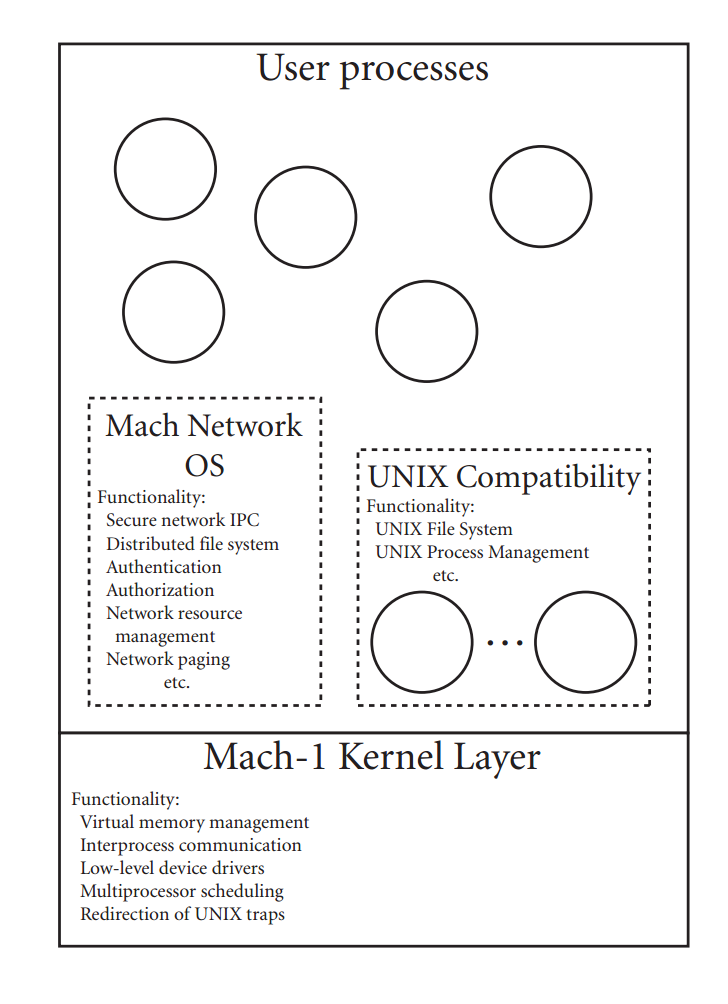 User processes
Mach Network
OS
Functionality:
Secure network IPC
Distributed file system
Authentication
Authorization
Network resource
management
Network paging
etc.
UNIX Compatibility
Functionality:
UNIX File System
UNIX Process Management
etc.
...
Mach-1 Kernel Layer
Functionality:
Virtual memory management
Interprocess communication
Low-level device drivers
Multiprocessor scheduling
Redirection of UNIX traps